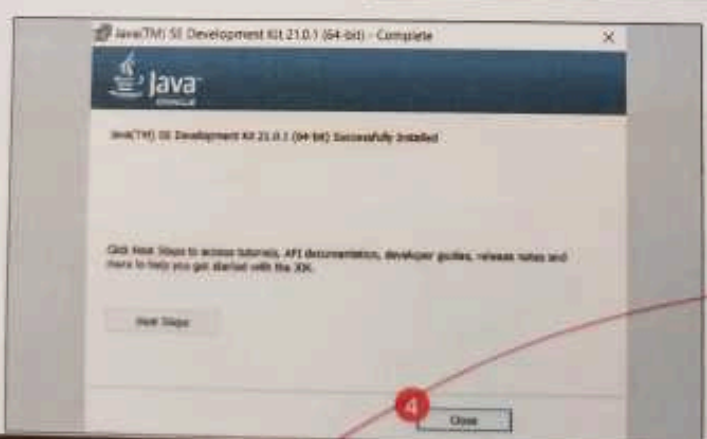 Java(TM) SE Development Kit 21.0.1 (64-bit) - Complete
Java
ORACLE
Java(TM) SE Development Kit 21.0.1 (64-bit) Successfully Installed
Click Next Steps to access tutorials, API documentation, developer guides, release notes and
more to help you get started with the JDK.
Next Steps
4
Close